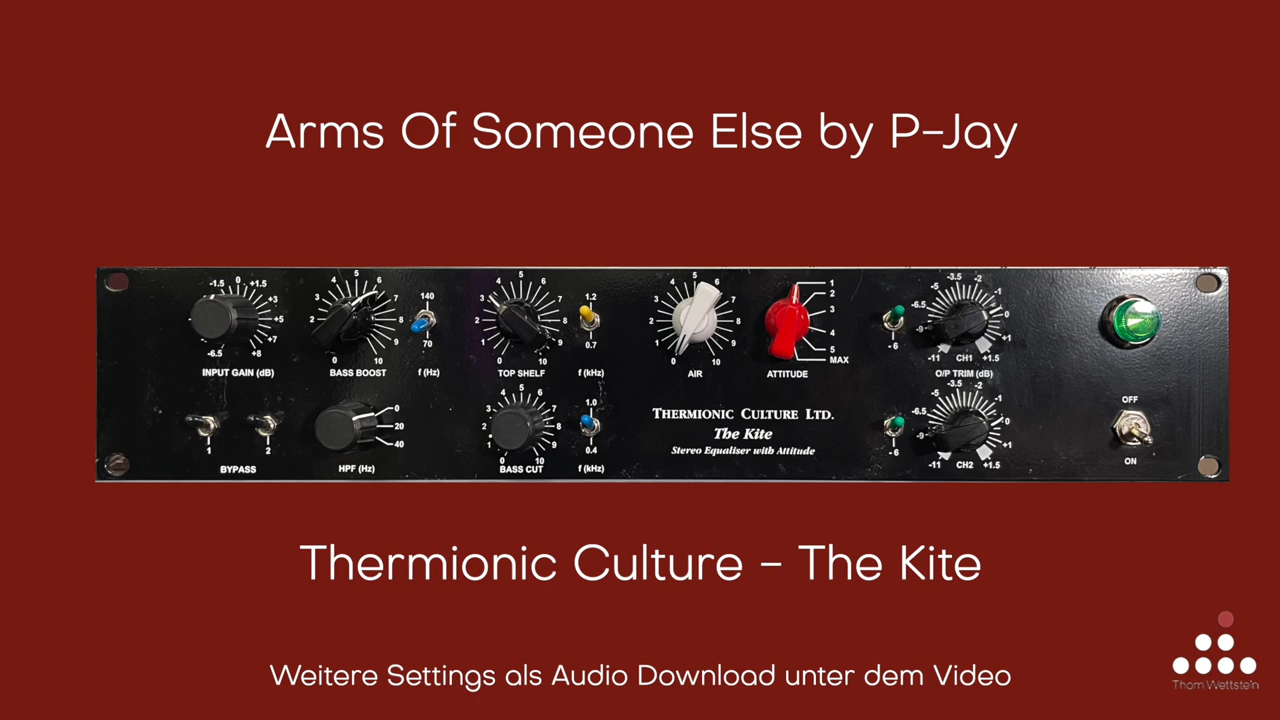 Arms Of Someone Else by P-Jay
-1.5 0 +1.5
+3
+5
+7
-6.5 +8
INPUT GAIN (dB)
2 3 4 5 6 7 8 9
0 10
BASS BOOST
140
70
f (Hz)
1 2 3 4 5 6 7 8 9
0 10
TOP SHELF
1.2
0.7
f (kHz)
1 2 3 4 5 6 7 8 9
0 10
AIR
1
2
3
4
5
MAX
ATTITUDE
- 6
-11 -9 -6.5 -5 -3.5 -2 -1 0 +1 +1.5
CH1
O/P TRIM (dB)
1 2
BYPASS
0
20
40
HPF (Hz)
1 2 3 4 5 6 7 8 9
0 10
BASS CUT
1.0
0.4
f (kHz)
THERMIONIC CULTURE LTD.
The Kite
Stereo Equaliser with Attitude
- 6
-11 -9 -6.5 -5 -3.5 -2 -1 0 +1 +1.5
CH2
OFF
ON
Thermionic Culture - The Kite
Weitere Settings als Audio Download unter dem Video
Thom Wettstein